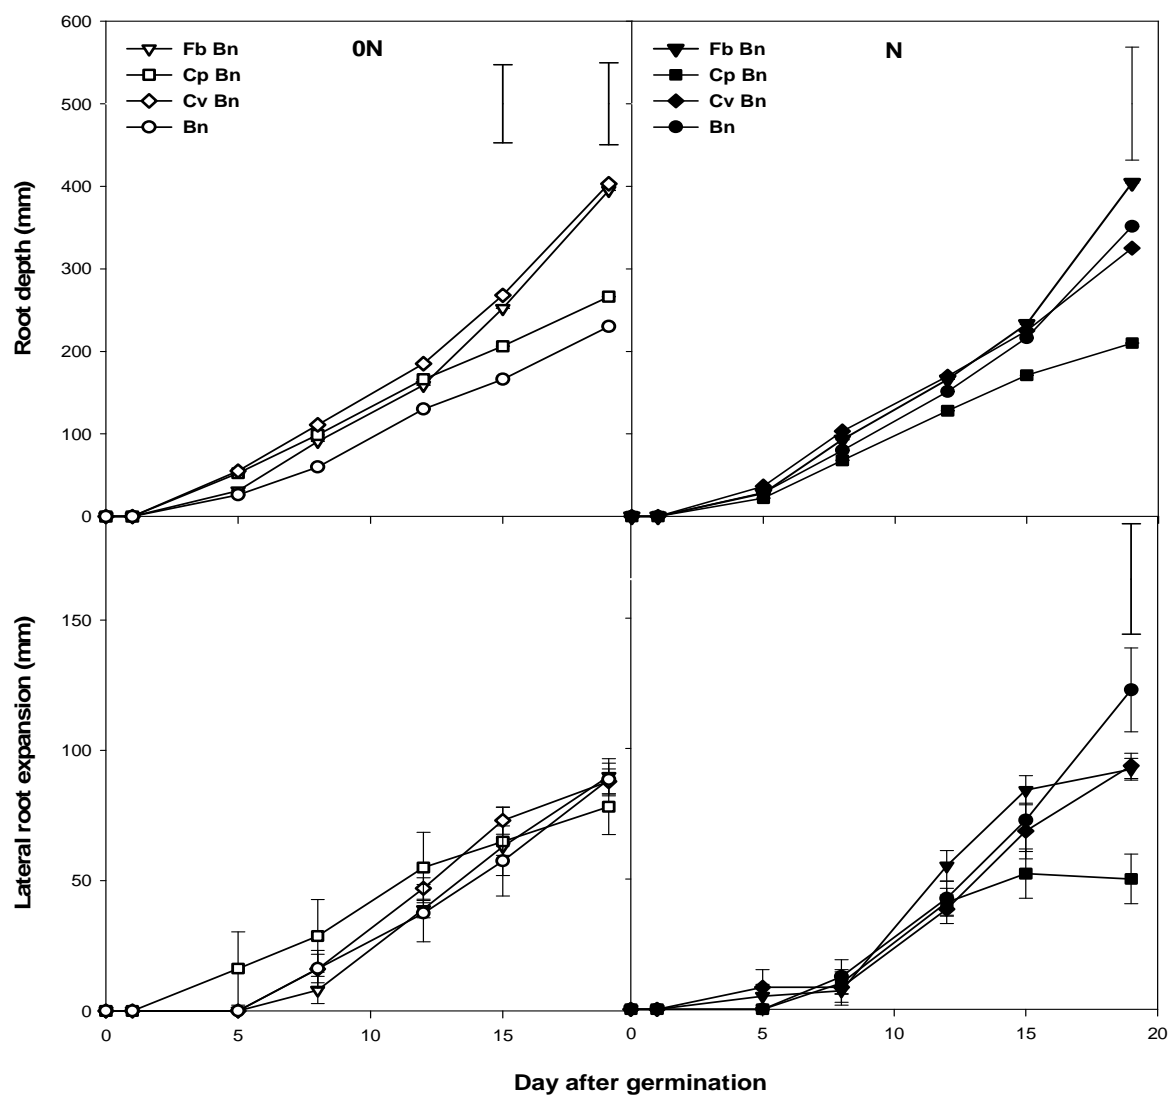 600
500
400
300
200
100
0
Root depth (mm)
Fb Bn
Cp Bn
Cv Bn
Bn
0N
Fb Bn
Cp Bn
Cv Bn
Bn
N
150
100
50
0
Lateral root expansion (mm)
0 5 10 15 0 5 10 15 20
Day after germination